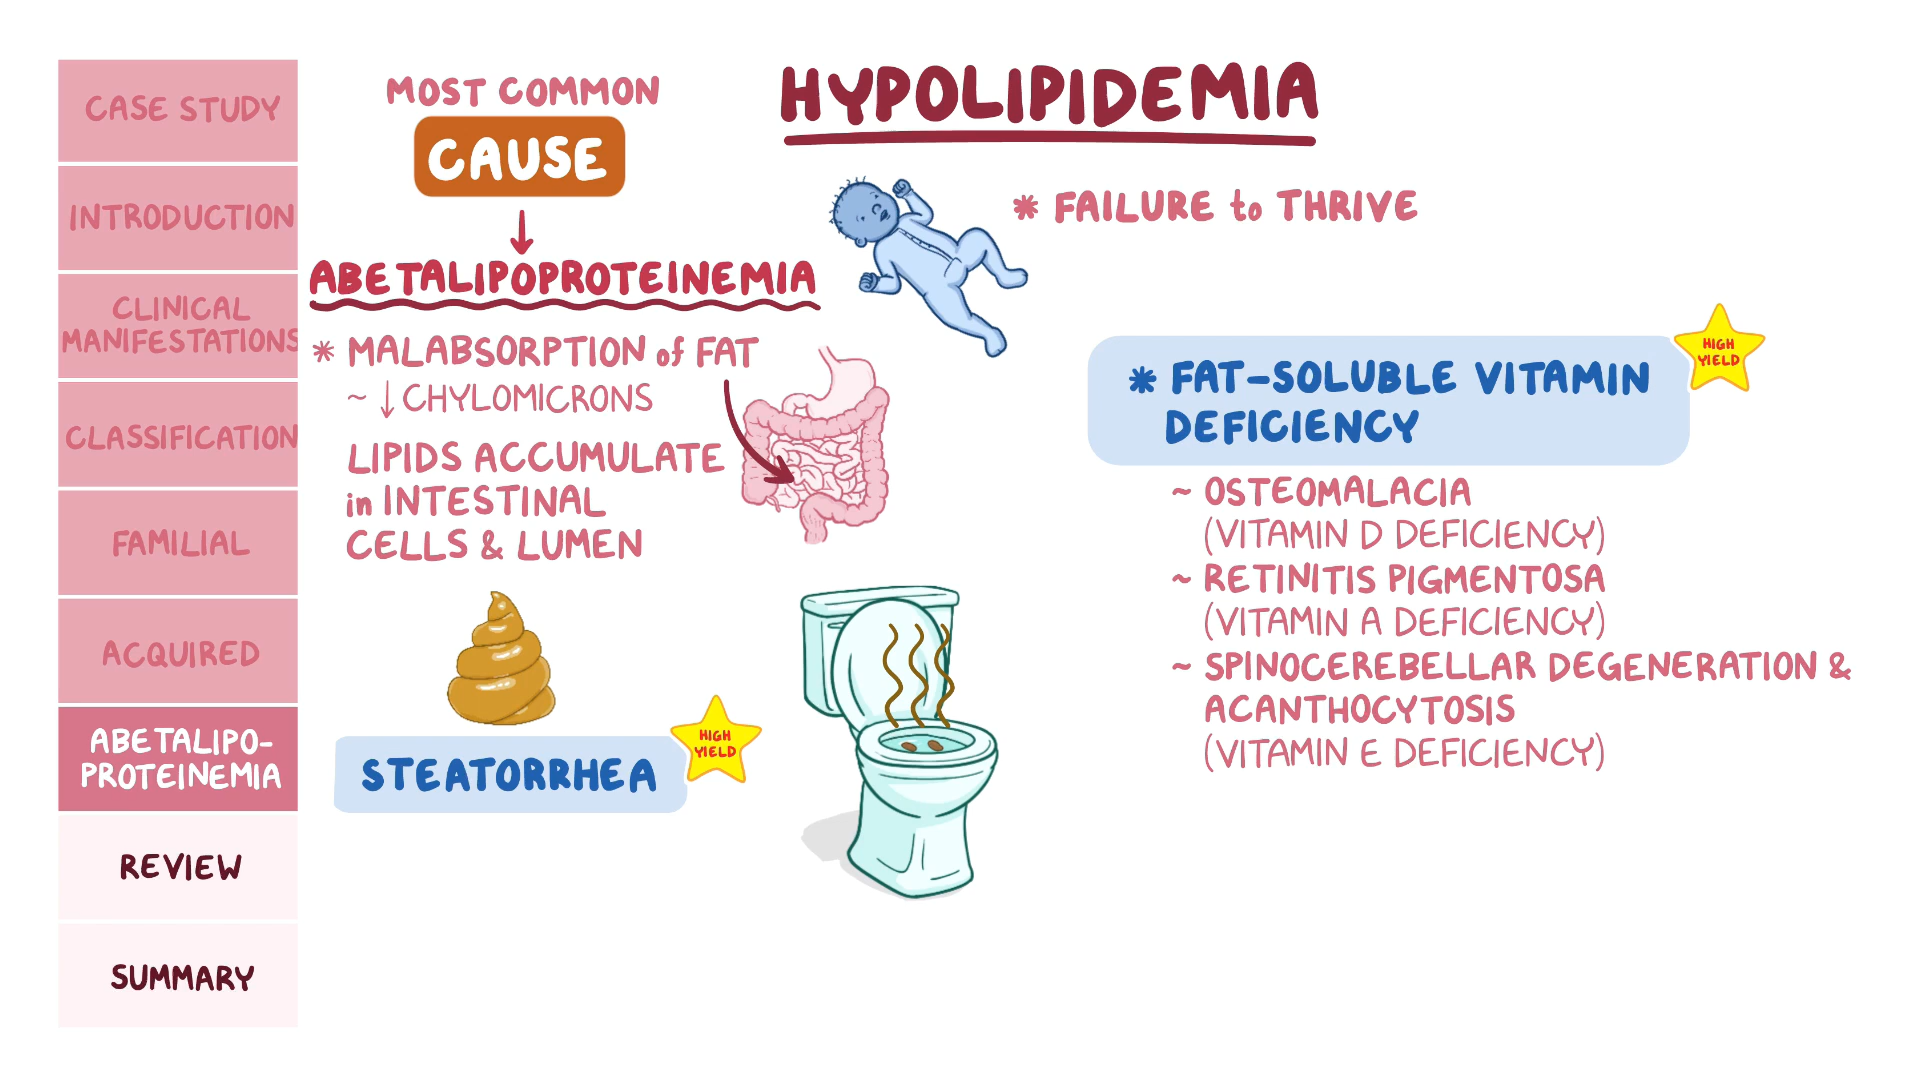 CASE STUDY
INTRODUCTION
CLINICAL
MANIFESTATIONS
CLASSIFICATION
FAMILIAL
ACQUIRED
ABETALIPO-
PROTEINEMIA
REVIEW
SUMMARY
HYPOLIPIDEMIA
MOST COMMON
CAUSE
ABETALIPOPROTEINEMIA
* MALABSORPTION of FAT
~ ↓ CHYLOMICRONS
LIPIDS ACCUMULATE
in INTESTINAL
CELLS & LUMEN
STEATORRHEA
HIGH
YIELD
* FAILURE to THRIVE
* FAT-SOLUBLE VITAMIN
DEFICIENCY
HIGH
YIELD
~ OSTEOMALACIA
(VITAMIN D DEFICIENCY)
~ RETINITIS PIGMENTOSA
(VITAMIN A DEFICIENCY)
~ SPINOCEREBELLAR DEGENERATION &
ACANTHOCYTOSIS
(VITAMIN E DEFICIENCY)